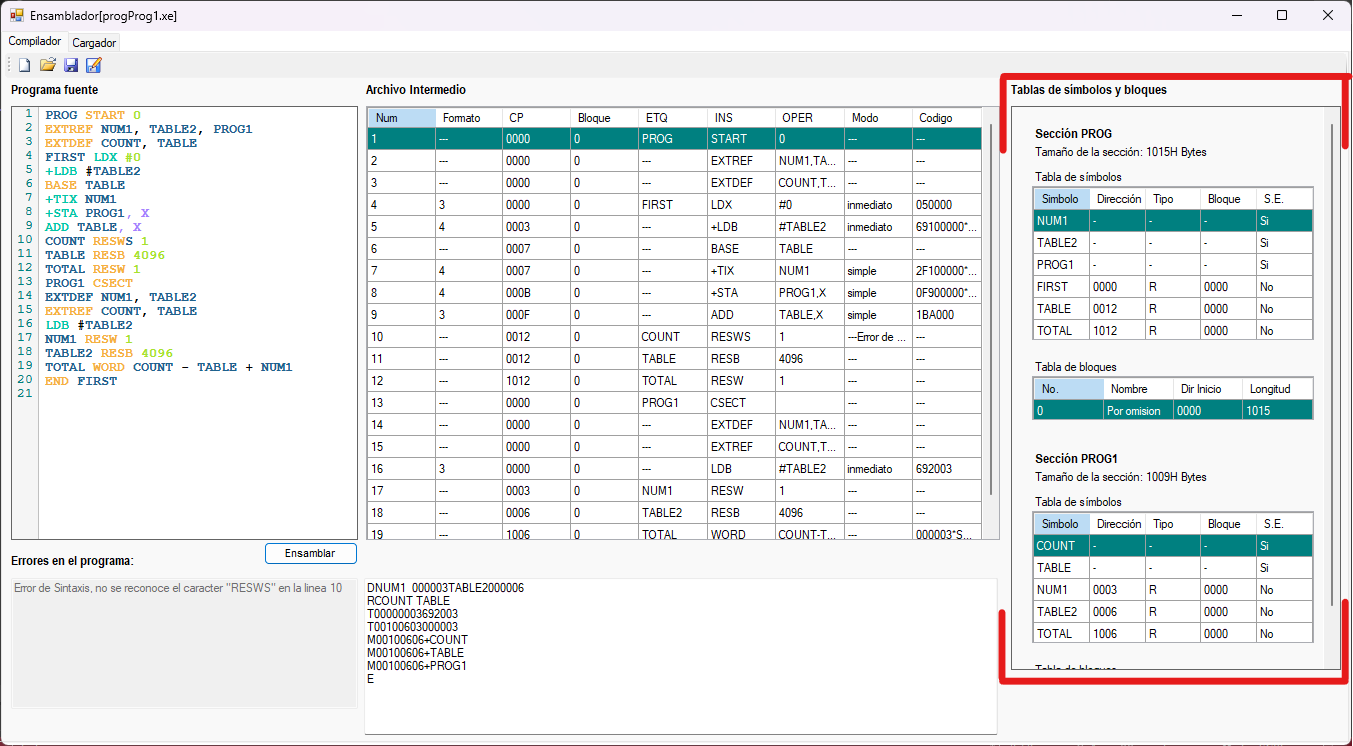 Ensamblador[progProg1.xe]
Compilador Cargador
Programa fuente
1 PROG START 0
2 EXTREF NUM1, TABLE2, PROG1
3 EXTDEF COUNT, TABLE
4 FIRST LDX #0
5 +LDB #TABLE2
6 BASE TABLE
7 +TIX NUM1
8 +STA PROG1, X
9 ADD TABLE, X
10 COUNT RESWS 1
11 TABLE RESB 4096
12 TOTAL RESW 1
13 PROG1 CSECT
14 EXTDEF NUM1, TABLE2
15 EXTREF COUNT, TABLE
16 LDB #TABLE2
17 NUM1 RESW 1
18 TABLE2 RESB 4096
19 TOTAL WORD COUNT - TABLE + NUM1
20 END FIRST
21
Ensamblar
Errores en el programa:
Error de Sintaxis, no se reconoce el caracter "RESWS" en la linea 10
Archivo Intermedio
Num Formato CP Bloque ETQ INS OPER Modo Codigo
1 --- 0000 0 PROG START 0 --- ---
2 --- 0000 0 --- EXTREF NUM1,TA... --- ---
3 --- 0000 0 --- EXTDEF COUNT,T... --- ---
4 3 0000 0 FIRST LDX #0 inmediato 050000
5 4 0003 0 --- +LDB #TABLE2 inmediato 69100000*...
6 --- 0007 0 --- BASE TABLE --- ---
7 4 0007 0 --- +TIX NUM1 simple 2F100000*...
8 4 000B 0 --- +STA PROG1,X simple 0F900000*...
9 3 000F 0 --- ADD TABLE,X simple 1BA000
10 --- 0012 0 COUNT RESWS 1 ---Error de ... ---
11 --- 0012 0 TABLE RESB 4096 --- ---
12 --- 1012 0 TOTAL RESW 1 --- ---
13 --- 0000 0 PROG1 CSECT --- ---
14 --- 0000 0 --- EXTDEF NUM1,TA... --- ---
15 --- 0000 0 --- EXTREF COUNT,T... --- ---
16 3 0000 0 --- LDB #TABLE2 inmediato 692003
17 --- 0003 0 NUM1 RESW 1 --- ---
18 --- 0006 0 TABLE2 RESB 4096 --- ---
19 --- 1006 0 TOTAL WORD COUNT-T... --- 000003*S...
DNUM1 000003TABLE2000006
RCOUNT TABLE
T00000003692003
T00100603000003
M00100606+COUNT
M00100606+TABLE
M00100606+PROG1
E
Tablas de símbolos y bloques
Sección PROG
Tamaño de la sección: 1015H Bytes
Tabla de símbolos
Simbolo Dirección Tipo Bloque S.E.
NUM1 - - - Si
TABLE2 - - - Si
PROG1 - - - Si
FIRST 0000 R 0000 No
TABLE 0012 R 0000 No
TOTAL 1012 R 0000 No
Tabla de bloques
No. Nombre Dir Inicio Longitud
0 Por omision 0000 1015
Sección PROG1
Tamaño de la sección: 1009H Bytes
Tabla de símbolos
Simbolo Dirección Tipo Bloque S.E.
COUNT - - - Si
TABLE - - - Si
NUM1 0003 R 0000 No
TABLE2 0006 R 0000 No
TOTAL 1006 R 0000 No
Tabla de bloques